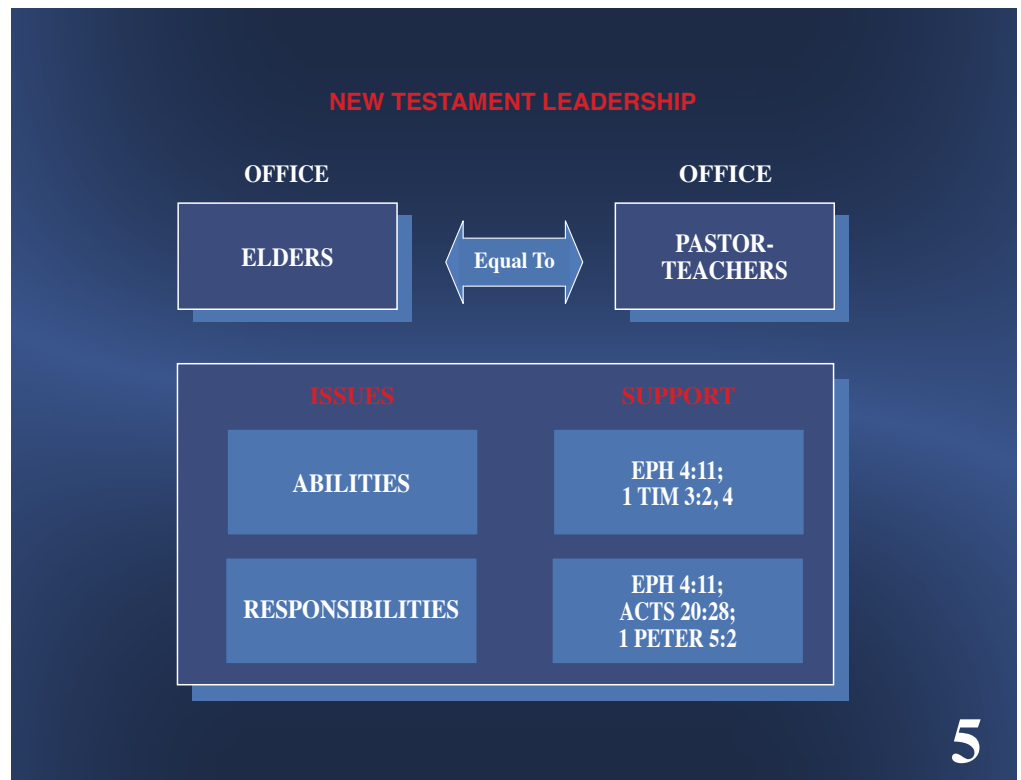 NEW TESTAMENT LEADERSHIP
OFFICE
OFFICE
ELDERS
Equal To
PASTOR-
TEACHERS
ISSUES
SUPPORT
ABILITIES
EPH 4:11;
1 TIM 3:2, 4
RESPONSIBILITIES
EPH 4:11;
ACTS 20:28;
1 PETER 5:2
5